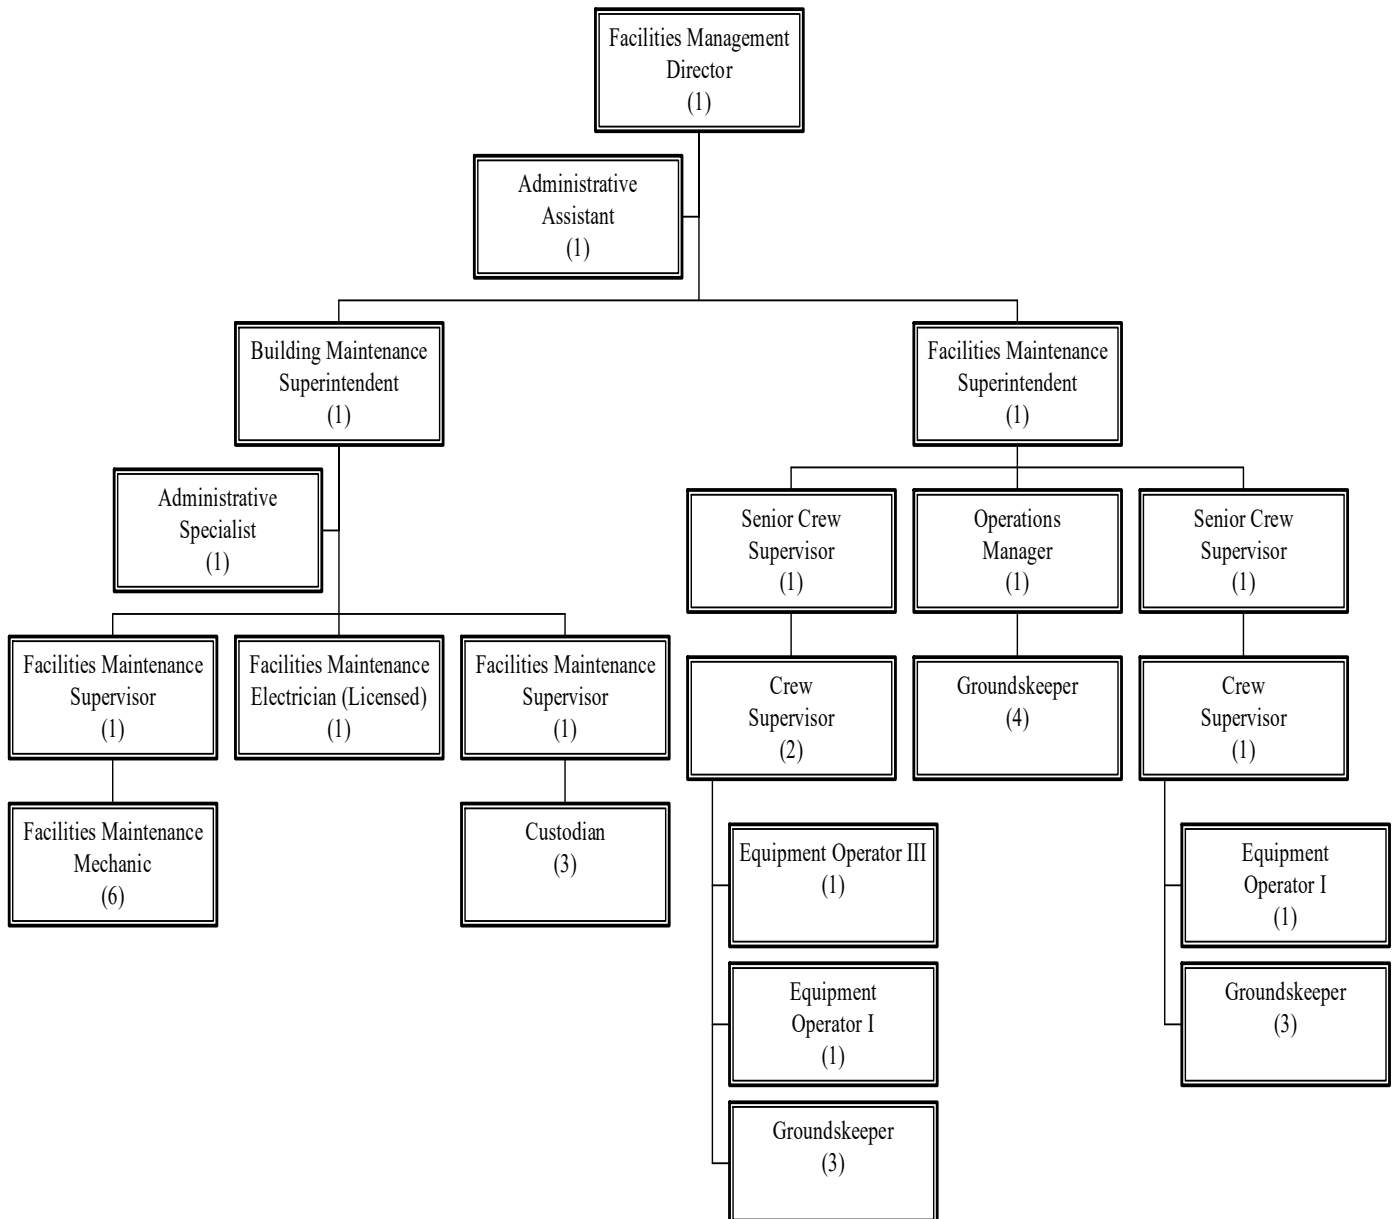 Facilities Management
Director
(1)
Administrative
Assistant
(1)
Building Maintenance
Superintendent
(1)
Facilities Maintenance
Superintendent
(1)
Administrative
Specialist
(1)
Senior Crew
Supervisor
(1)
Operations
Manager
(1)
Senior Crew
Supervisor
(1)
Facilities Maintenance
Supervisor
(1)
Facilities Maintenance
Electrician (Licensed)
(1)
Facilities Maintenance
Supervisor
(1)
Crew
Supervisor
(2)
Groundskeeper
(4)
Crew
Supervisor
(1)
Facilities Maintenance
Mechanic
(6)
Custodian
(3)
Equipment Operator III
(1)
Equipment
Operator I
(1)
Equipment
Operator I
(1)
Groundskeeper
(3)
Groundskeeper
(3)